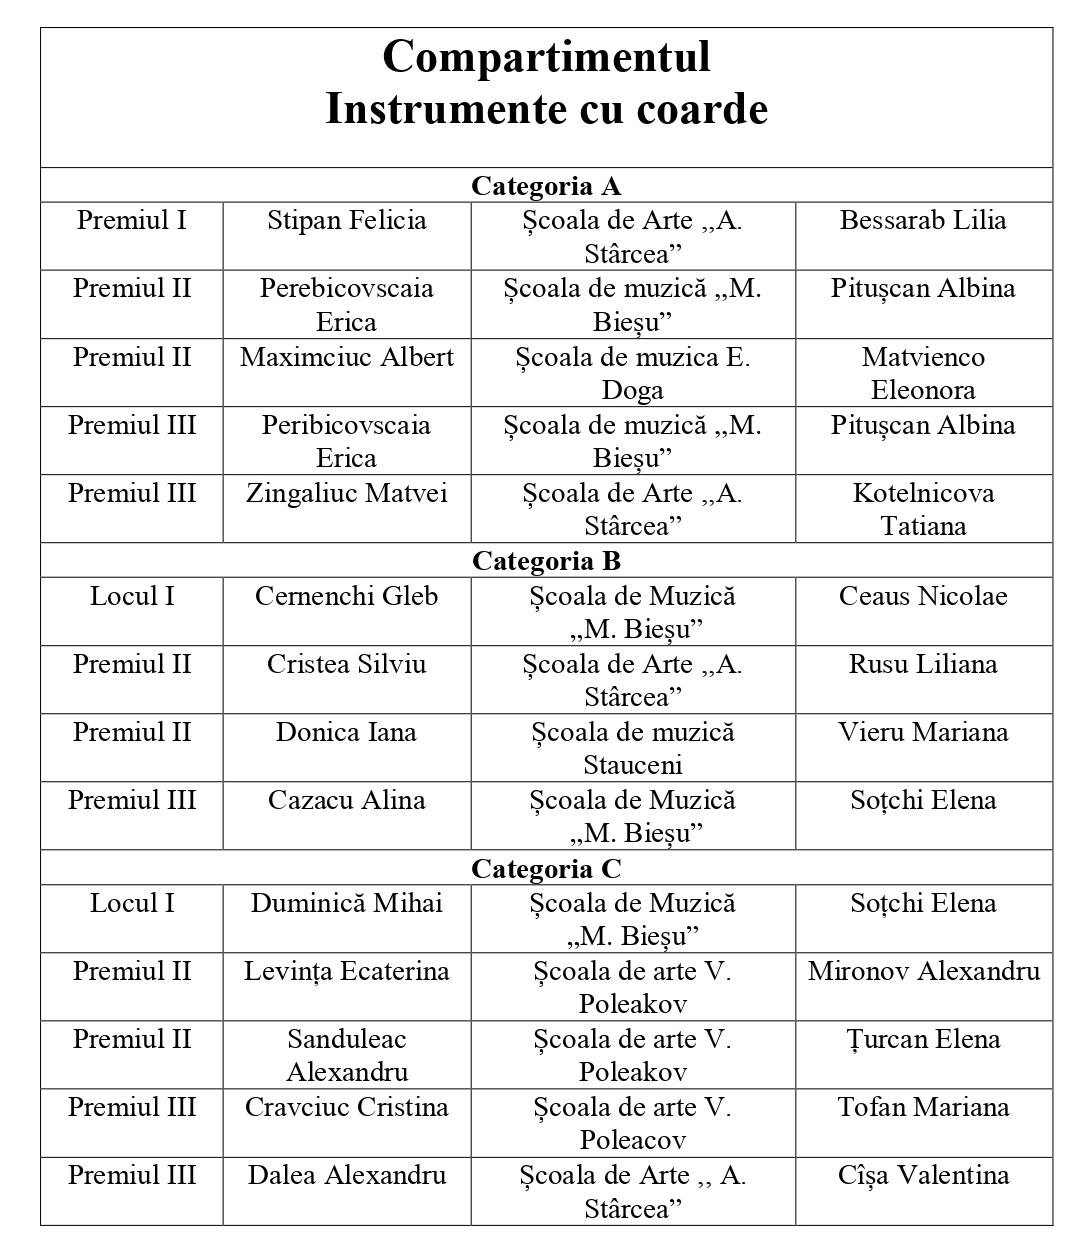 Compartimentul
Instrumente cu coarde
Categoria A
Premiul I Stipan Felicia Școala de Arte ,,A. Stârcea” Bessarab Lilia
Premiul II Perebicovscaia Erica Școala de muzică „M. Bieșu” Pitușcan Albina
Premiul II Maximciuc Albert Școala de muzica E. Doga Matvienco Eleonora
Premiul III Peribicovscaia Erica Școala de muzică „M. Bieșu” Pitușcan Albina
Premiul III Zingaliuc Matvei Școala de Arte ,,A. Stârcea” Kotelnicova Tatiana
Categoria B
Locul I Cernenchi Gleb Școala de Muzică „M. Bieșu” Ceaus Nicolae
Premiul II Cristea Silviu Școala de Arte ,,A. Stârcea” Rusu Liliana
Premiul II Donica Iana Școala de muzică Stauceni Vieru Mariana
Premiul III Cazacu Alina Școala de Muzică „M. Bieșu” Soțchi Elena
Categoria C
Locul I Duminică Mihai Școala de Muzică „M. Bieșu” Soțchi Elena
Premiul II Levința Ecaterina Școala de arte V. Poleakov Mironov Alexandru
Premiul II Sanduleac Alexandru Școala de arte V. Poleakov Țurcan Elena
Premiul III Cravciuc Cristina Școala de arte V. Poleacov Tofan Mariana
Premiul III Dalea Alexandru Școala de Arte ,, A. Stârcea” Cîșa Valentina